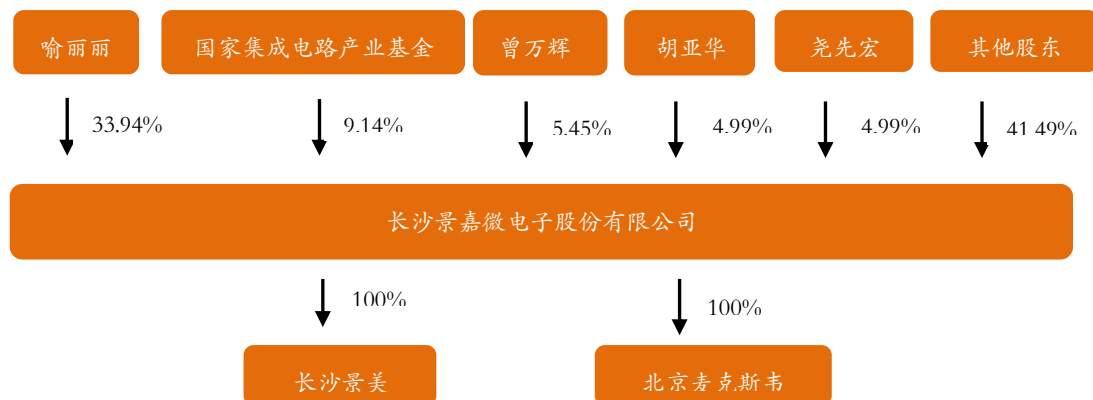 喻丽丽
国家集成电路产业基金
曾万辉
胡亚华
尧先宏
其他股东
33.94%
9.14%
5.45%
4.99%
4.99%
41.49%
长沙景嘉微电子股份有限公司
100%
100%
长沙景美
北京麦克斯韦